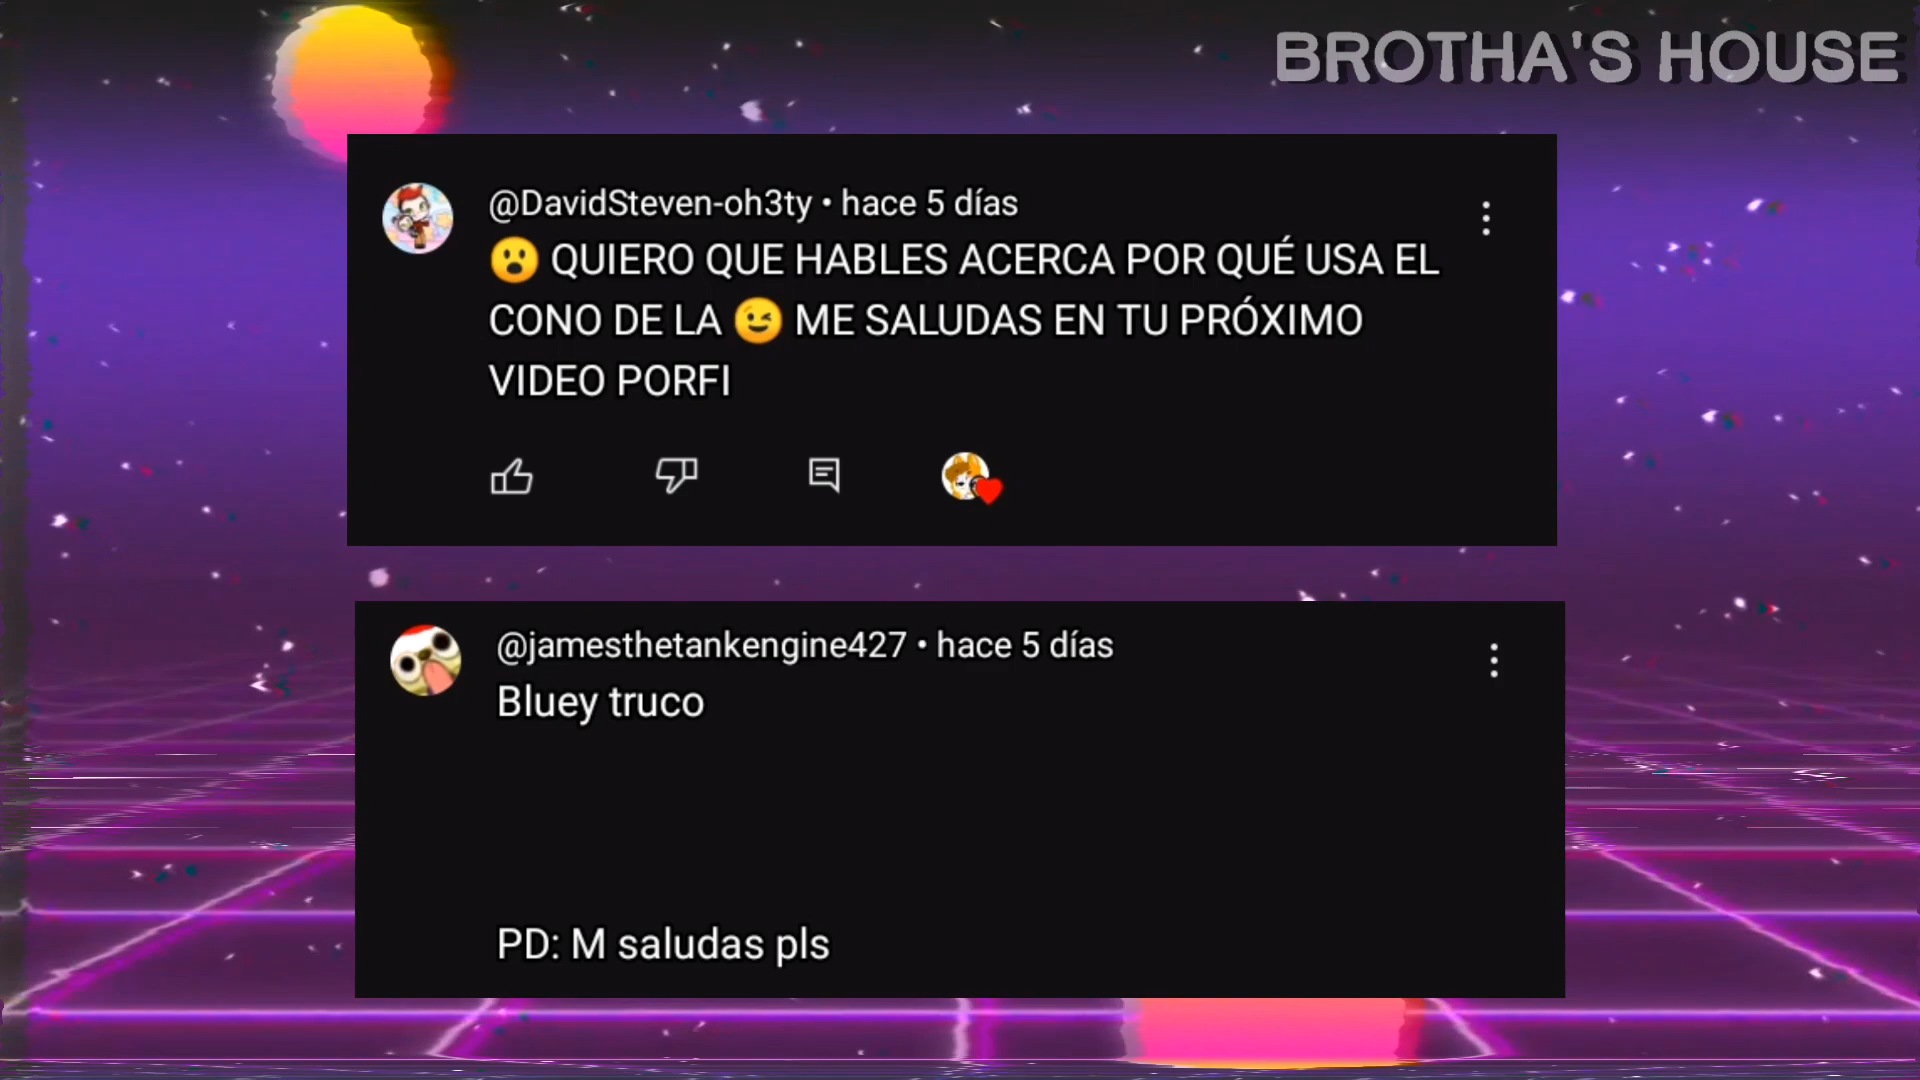 BROTHA'S HOUSE
@DavidSteven-oh3ty • hace 5 días
😮 QUIERO QUE HABLES ACERCA POR QUÉ USA EL
CONO DE LA 😉 ME SALUDAS EN TU PRÓXIMO
VIDEO PORFI
@jamesthetankengine427 • hace 5 días
Bluey truco
PD: M saludas pls